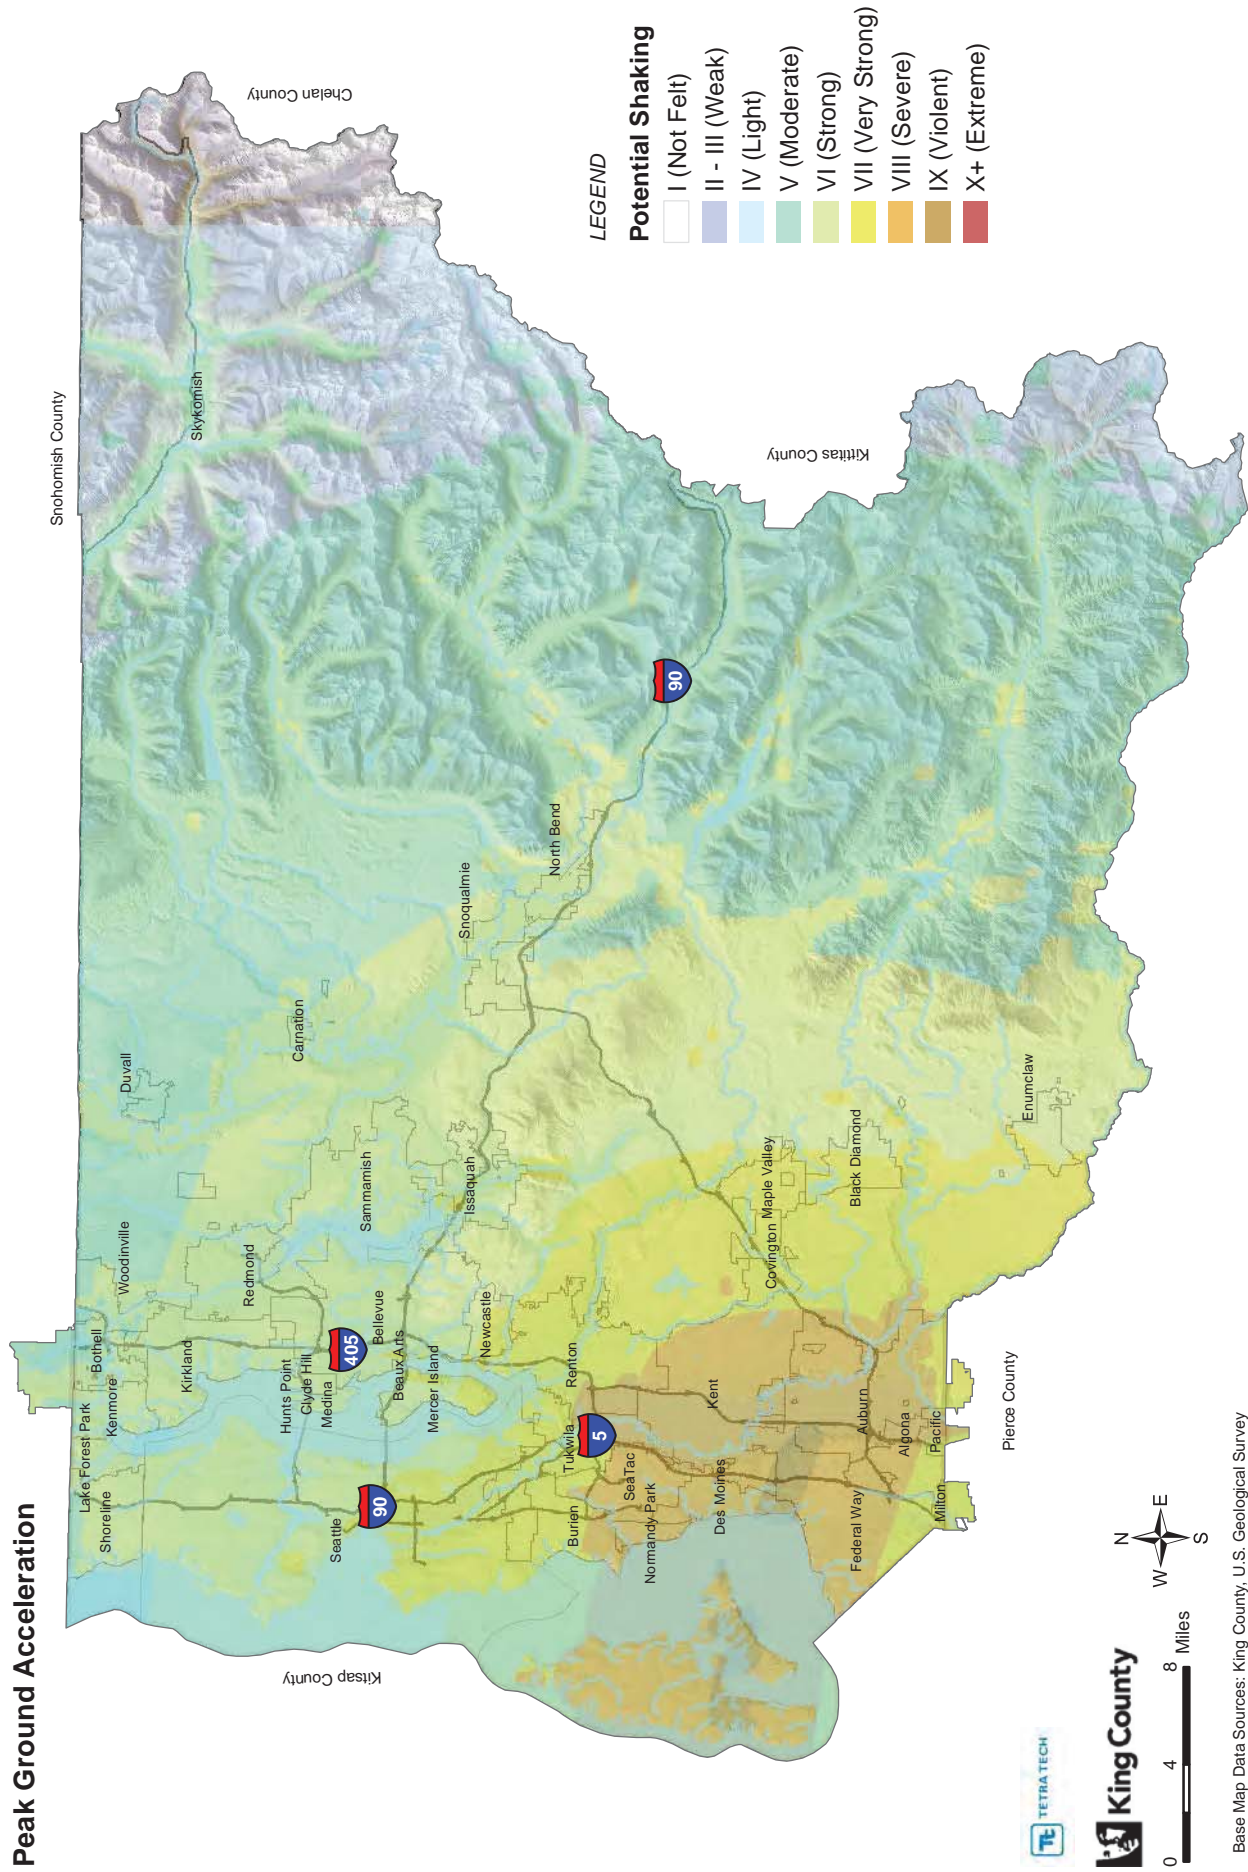 Peak Ground Acceleration
Snohomish County
Chelan County
Kittitas County
Pierce County
Kitsap County
Skykomish
Duvall
Carnation
Snoqualmie
North Bend
Woodinville
Bothell
Kenmore
Lake Forest Park
Shoreline
Kirkland
Redmond
Sammamish
Hunts Point
Clyde Hill
Medina
405
Bellevue
Beaux Arts
Mercer Island
Issaquah
Newcastle
Seattle
90
90
Renton
Tukwila
5
Burien
SeaTac
Normandy Park
Des Moines
Kent
Covington
Maple Valley
Black Diamond
Enumclaw
Auburn
Algona
Pacific
Federal Way
Milton
LEGEND
Potential Shaking
I (Not Felt)
II - III (Weak)
IV (Light)
V (Moderate)
VI (Strong)
VII (Very Strong)
VIII (Severe)
IX (Violent)
X+ (Extreme)
N
W
E
S
Tt TETRA TECH
King County
0 4 8
Miles
Base Map Data Sources: King County, U.S. Geological Survey